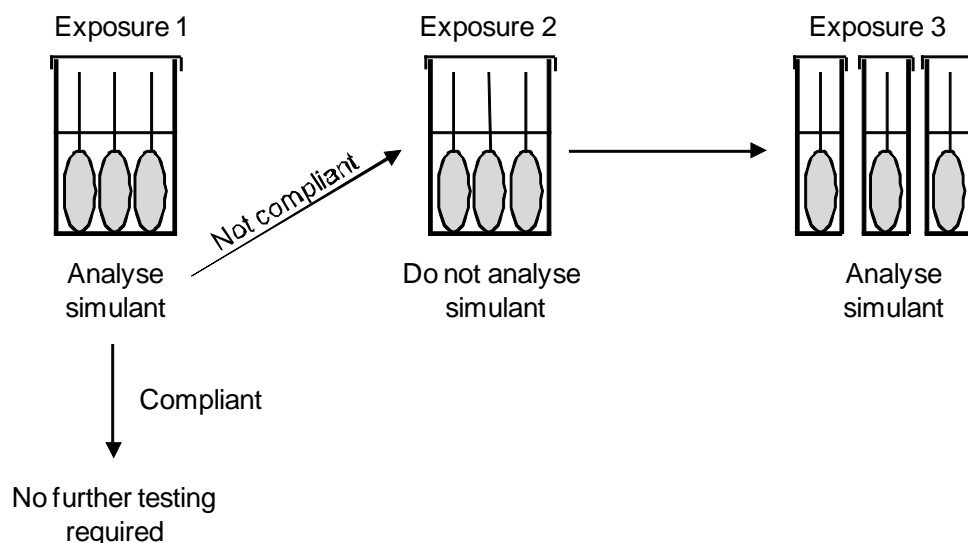 Exposure 1
Exposure 2
Exposure 3
Not compliant
Analyse
simulant
Do not analyse
simulant
Analyse
simulant
Compliant
No further testing
required